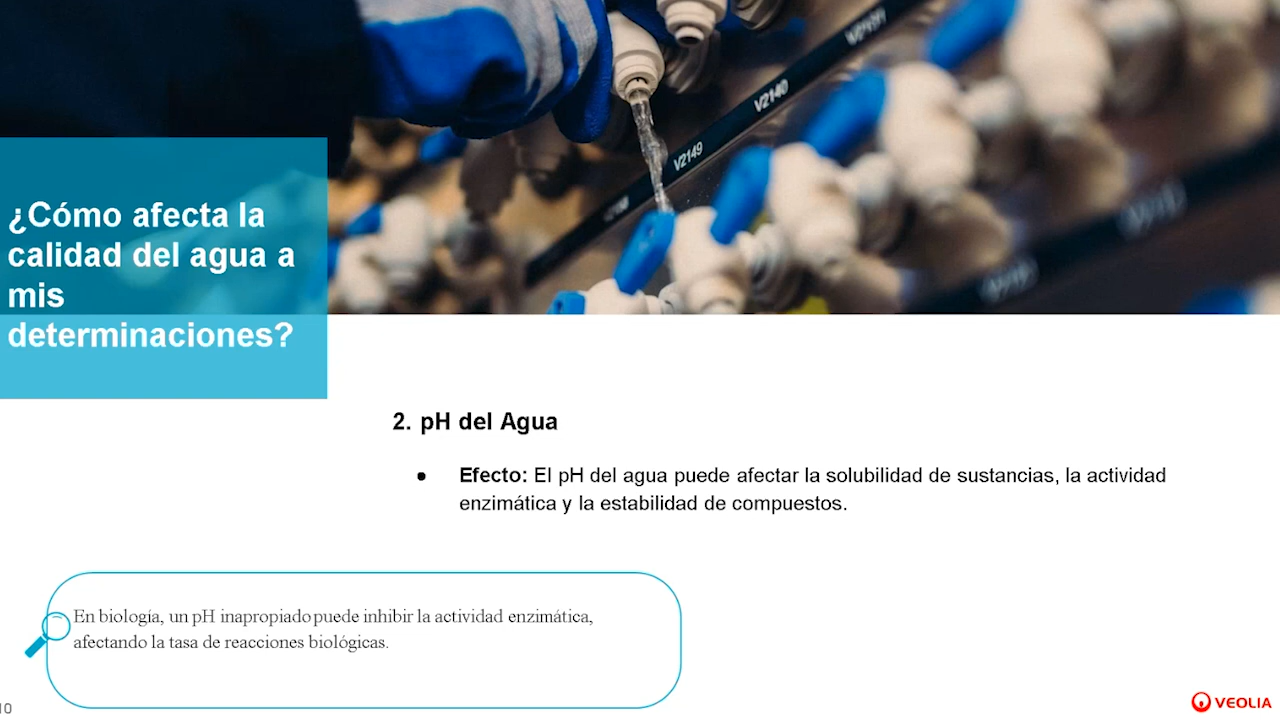 V2140
V2149
¿Cómo afecta la
calidad del agua a
mis
determinaciones?
2. pH del Agua
• Efecto: El pH del agua puede afectar la solubilidad de sustancias, la actividad
enzimática y la estabilidad de compuestos.
En biología, un pH inapropiado puede inhibir la actividad enzimática,
afectando la tasa de reacciones biológicas.
10
VEOLIA